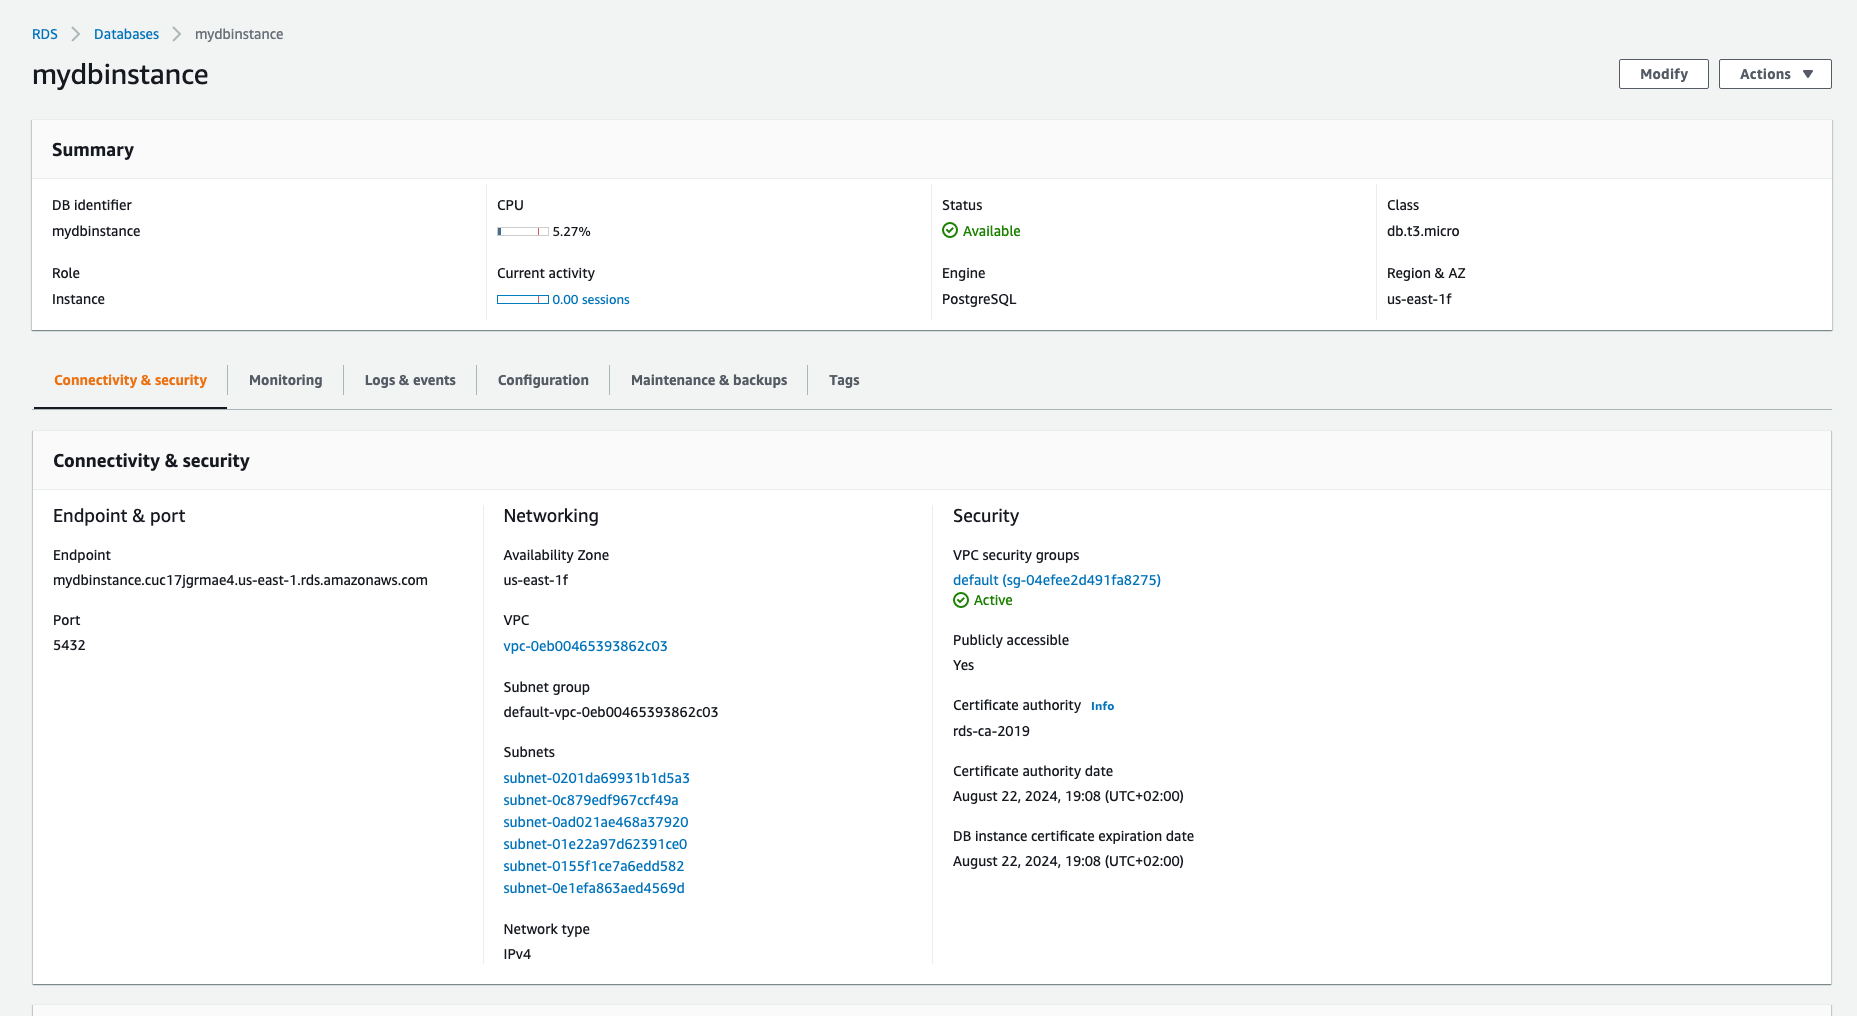 RDS > Databases > mydbinstance
mydbinstance
Modify
Actions
Summary
DB identifier
mydbinstance
CPU
5.27%
Status
Available
Class
db.t3.micro
Role
Instance
Current activity
0.00 sessions
Engine
PostgreSQL
Region & AZ
us-east-1f
Connectivity & security
Monitoring
Logs & events
Configuration
Maintenance & backups
Tags
Connectivity & security
Endpoint & port
Endpoint
mydbinstance.cuc17jgrmae4.us-east-1.rds.amazonaws.com
Port
5432
Networking
Availability Zone
us-east-1f
VPC
vpc-0eb00465393862c03
Subnet group
default-vpc-0eb00465393862c03
Subnets
subnet-0201da69931b1d5a3
subnet-0c879edf967ccf49a
subnet-0ad021ae468a37920
subnet-01e22a97d62391ce0
subnet-0155f1ce7a6edd582
subnet-0e1efa863aed4569d
Network type
IPv4
Security
VPC security groups
default (sg-04efee2d491fa8275)
Active
Publicly accessible
Yes
Certificate authority Info
rds-ca-2019
Certificate authority date
August 22, 2024, 19:08 (UTC+02:00)
DB instance certificate expiration date
August 22, 2024, 19:08 (UTC+02:00)